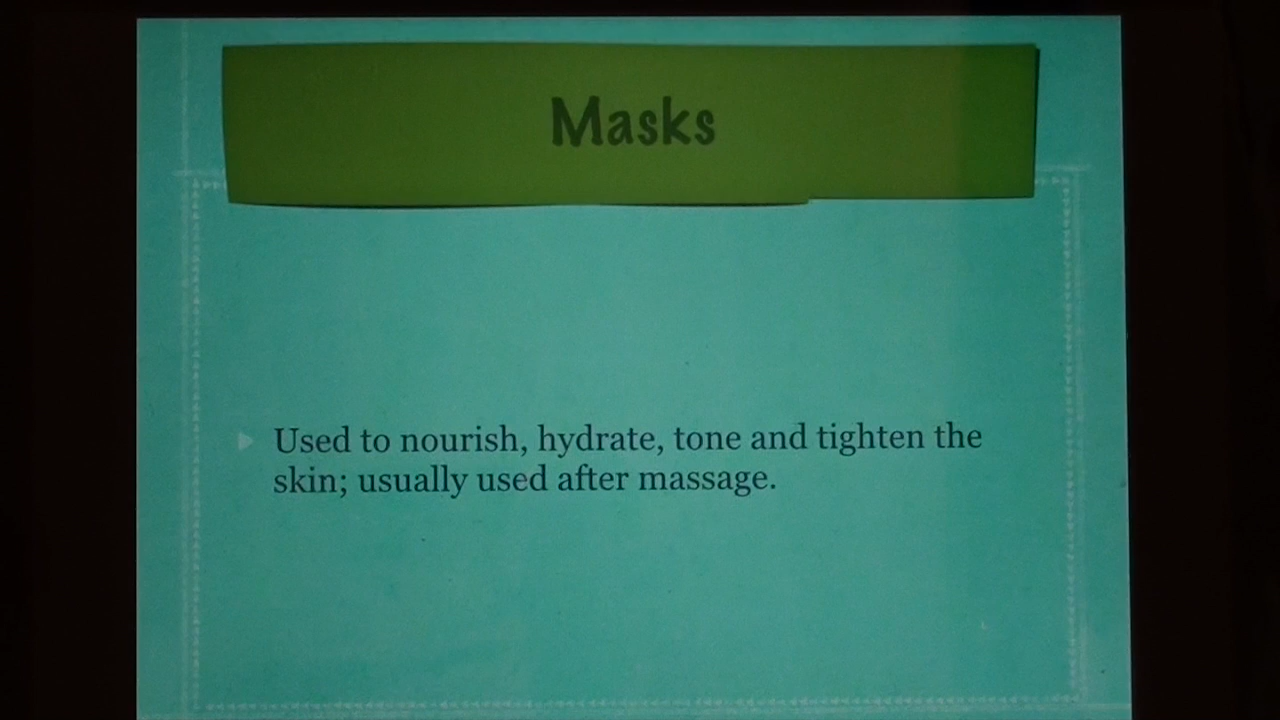 Masks
Used to nourish, hydrate, tone and tighten the
skin; usually used after massage.